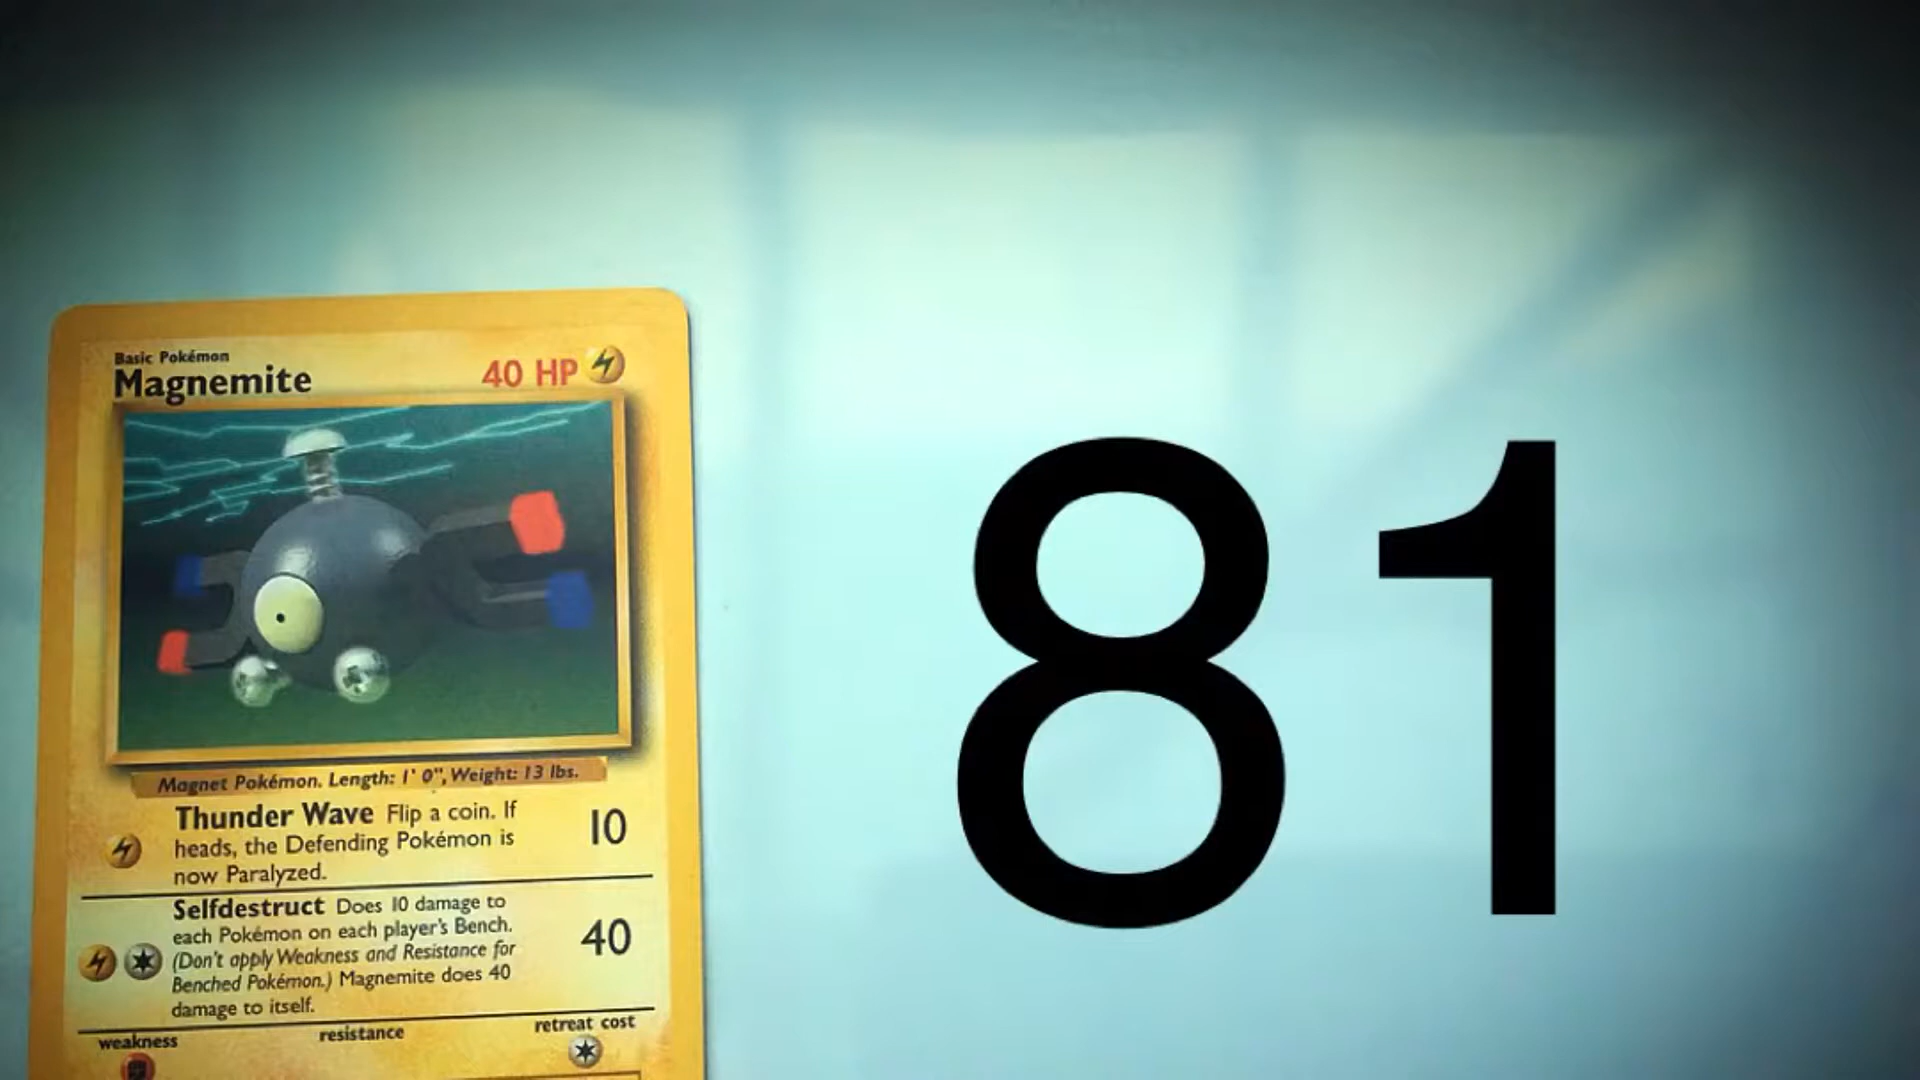 Basic Pokémon
Magnemite 40 HP
Magnet Pokémon. Length: 1' 0", Weight: 13 lbs.
Thunder Wave Flip a coin. If
heads, the Defending Pokémon is
now Paralyzed.
10
Selfdestruct Does 10 damage to
each Pokémon on each player's Bench.
(Don't apply Weakness and Resistance for
Benched Pokémon.) Magnemite does 40
damage to itself.
40
weakness resistance retreat cost
81